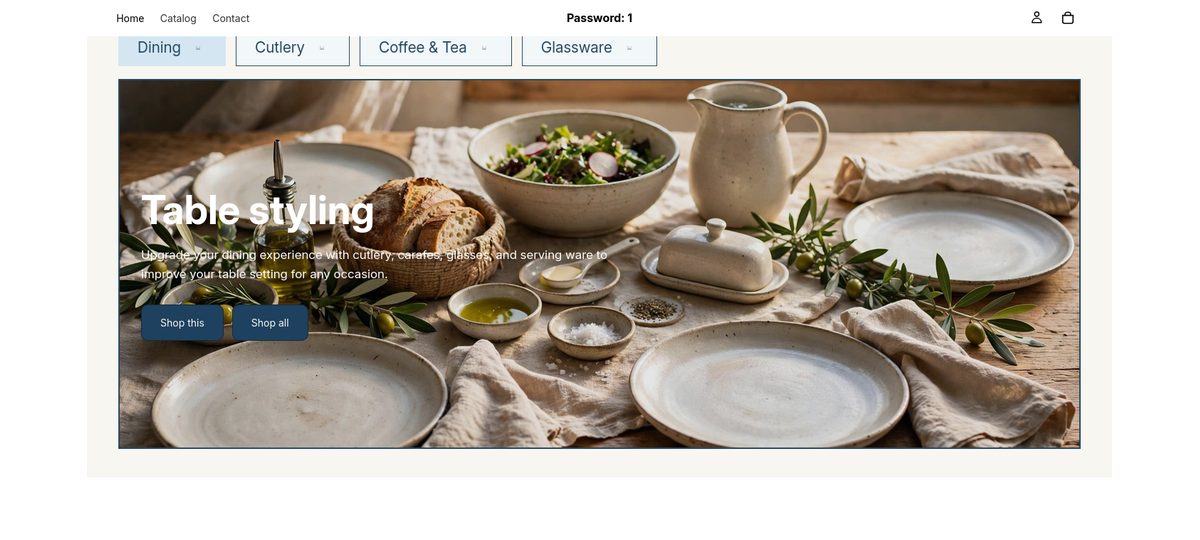 Home Catalog Contact Password: 1
Dining Cutlery Coffee & Tea Glassware
Table styling
Upgrade your dining experience with cutlery, carafes, glasses, and serving ware to
improve your table setting for any occasion.
Shop this Shop all